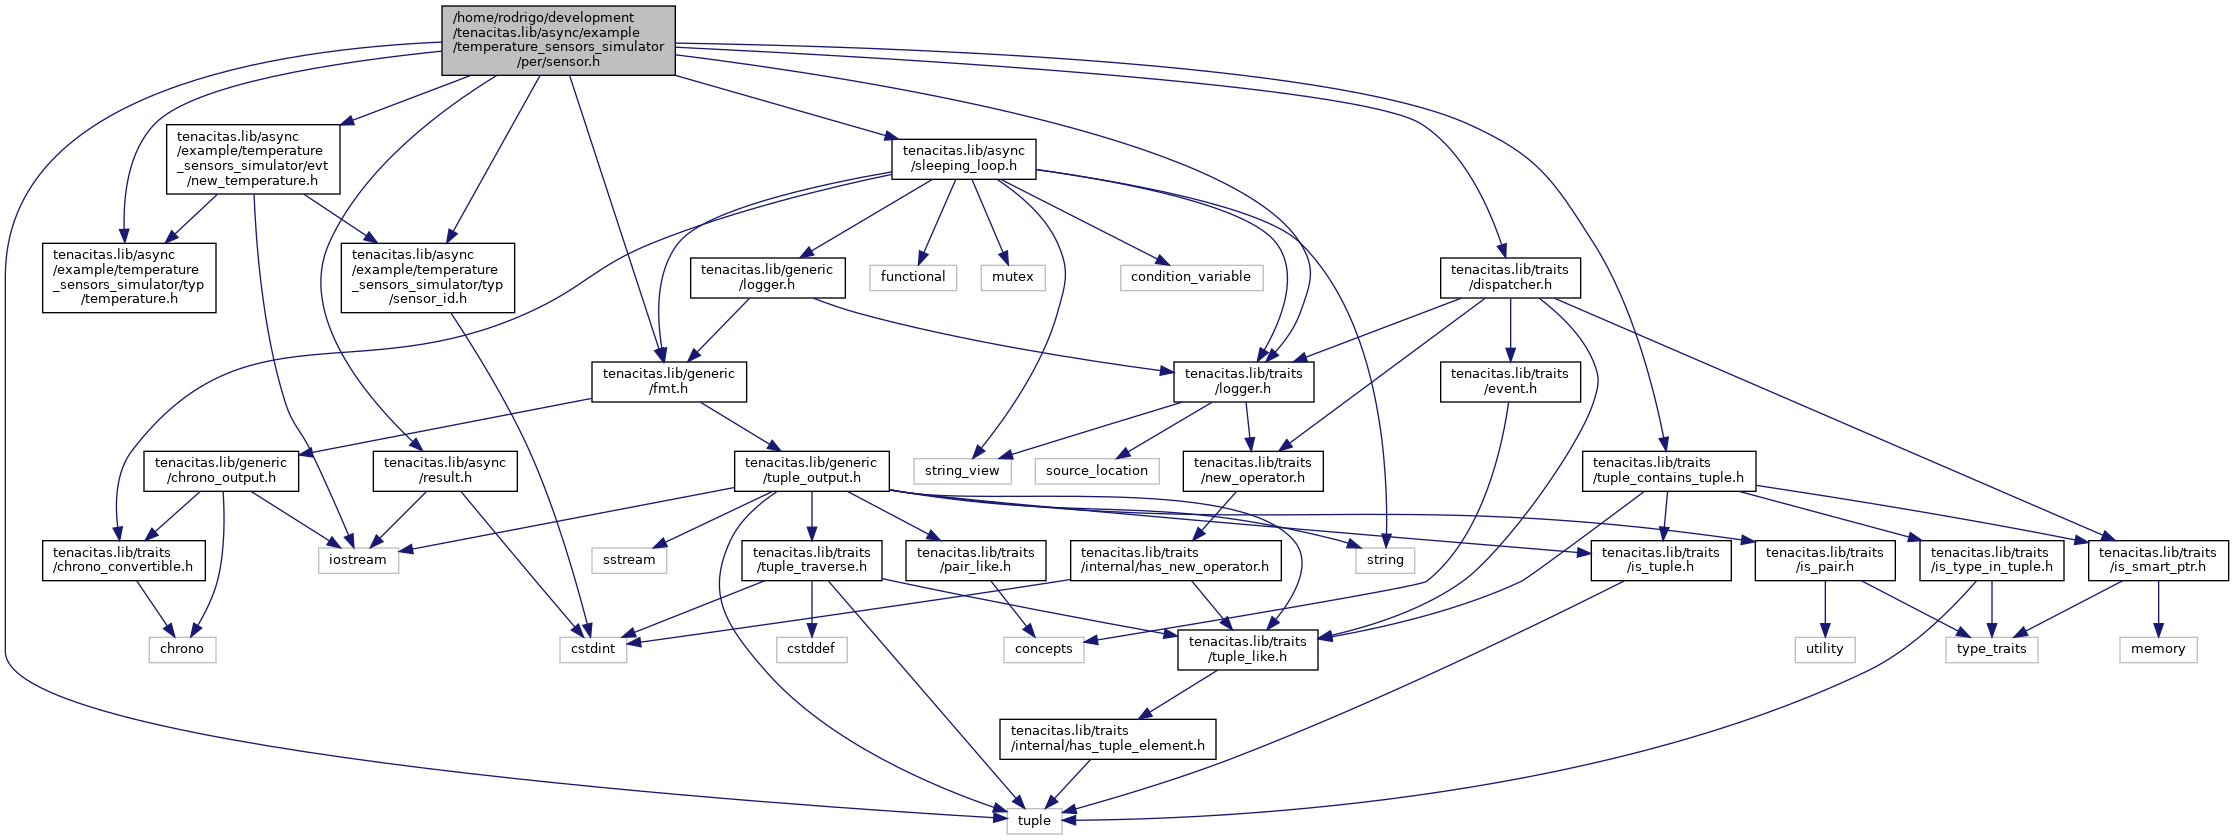 /home/rodrigo/development
/tenacitas.lib/async/example
/temperature_sensors_simulator
/per/sensor.h
tenacitas.lib/async
/example/temperature
_sensors_simulator/evt
/new_temperature.h
tenacitas.lib/async
/sleeping_loop.h
tenacitas.lib/async
/example/temperature
_sensors_simulator/typ
/temperature.h
tenacitas.lib/async
/example/temperature
_sensors_simulator/typ
/sensor_id.h
tenacitas.lib/generic
/logger.h
functional
mutex
condition_variable
tenacitas.lib/traits
/dispatcher.h
tenacitas.lib/generic
/fmt.h
tenacitas.lib/traits
/logger.h
tenacitas.lib/traits
/event.h
tenacitas.lib/generic
/chrono_output.h
tenacitas.lib/async
/result.h
tenacitas.lib/generic
/tuple_output.h
string_view
source_location
tenacitas.lib/traits
/new_operator.h
tenacitas.lib/traits
/tuple_contains_tuple.h
tenacitas.lib/traits
/chrono_convertible.h
iostream
sstream
tenacitas.lib/traits
/tuple_traverse.h
tenacitas.lib/traits
/pair_like.h
tenacitas.lib/traits
/internal/has_new_operator.h
string
tenacitas.lib/traits
/is_tuple.h
tenacitas.lib/traits
/is_pair.h
tenacitas.lib/traits
/is_type_in_tuple.h
tenacitas.lib/traits
/is_smart_ptr.h
chrono
cstdint
cstddef
concepts
tenacitas.lib/traits
/tuple_like.h
utility
type_traits
memory
tenacitas.lib/traits
/internal/has_tuple_element.h
tuple